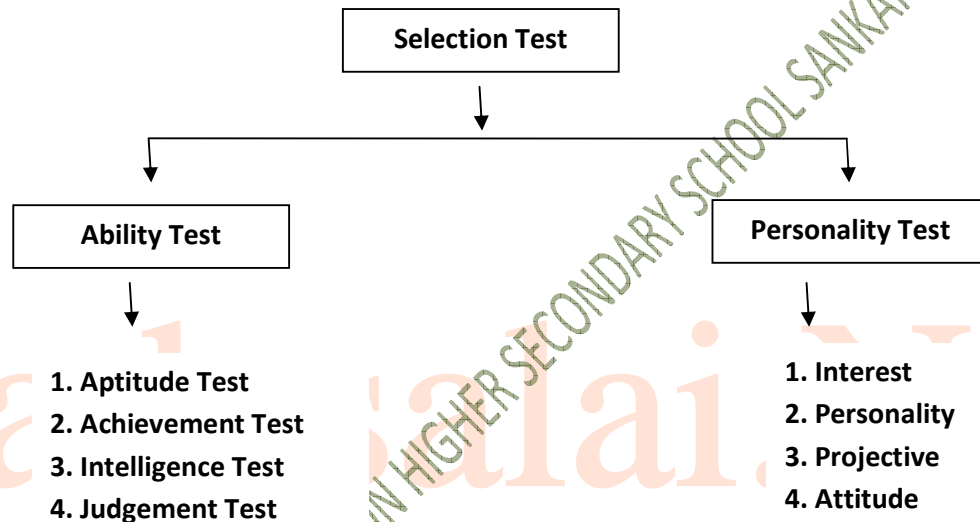 Selection Test
Ability Test
Personality Test
1. Aptitude Test
2. Achievement Test
3. Intelligence Test
4. Judgement Test
1. Interest
2. Personality
3. Projective
4. Attitude
HIGHER SECONDARY SCHOOL
salai.